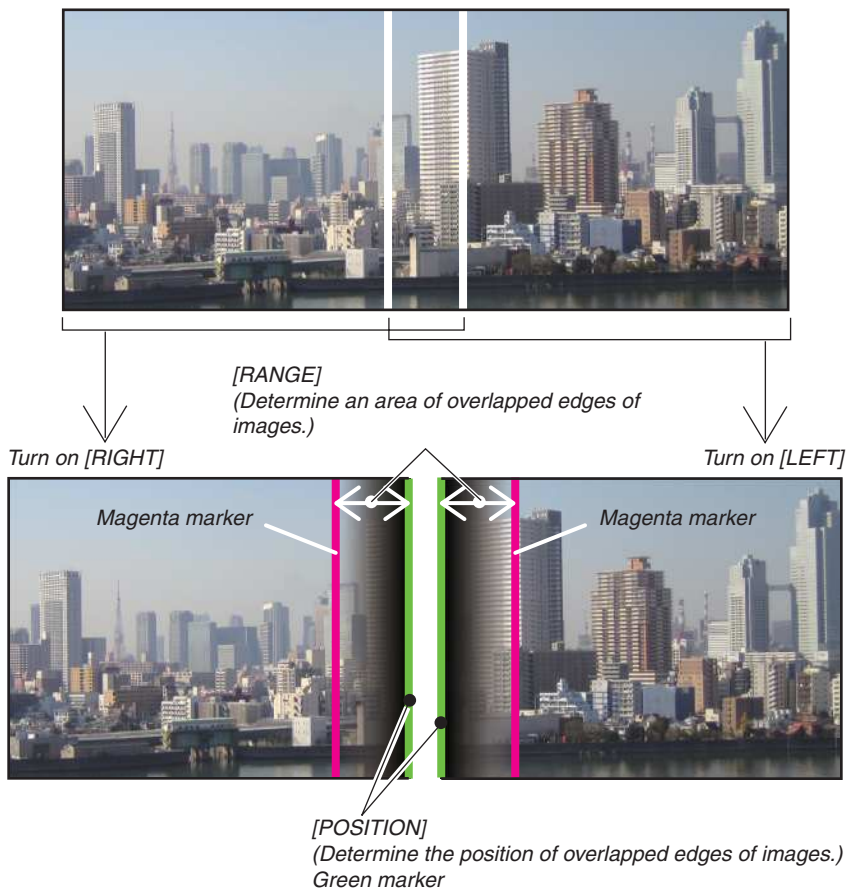 [RANGE]
(Determine an area of overlapped edges of
images.)
Turn on [RIGHT]
Turn on [LEFT]
Magenta marker
Magenta marker
[POSITION]
(Determine the position of overlapped edges of images.)
Green marker